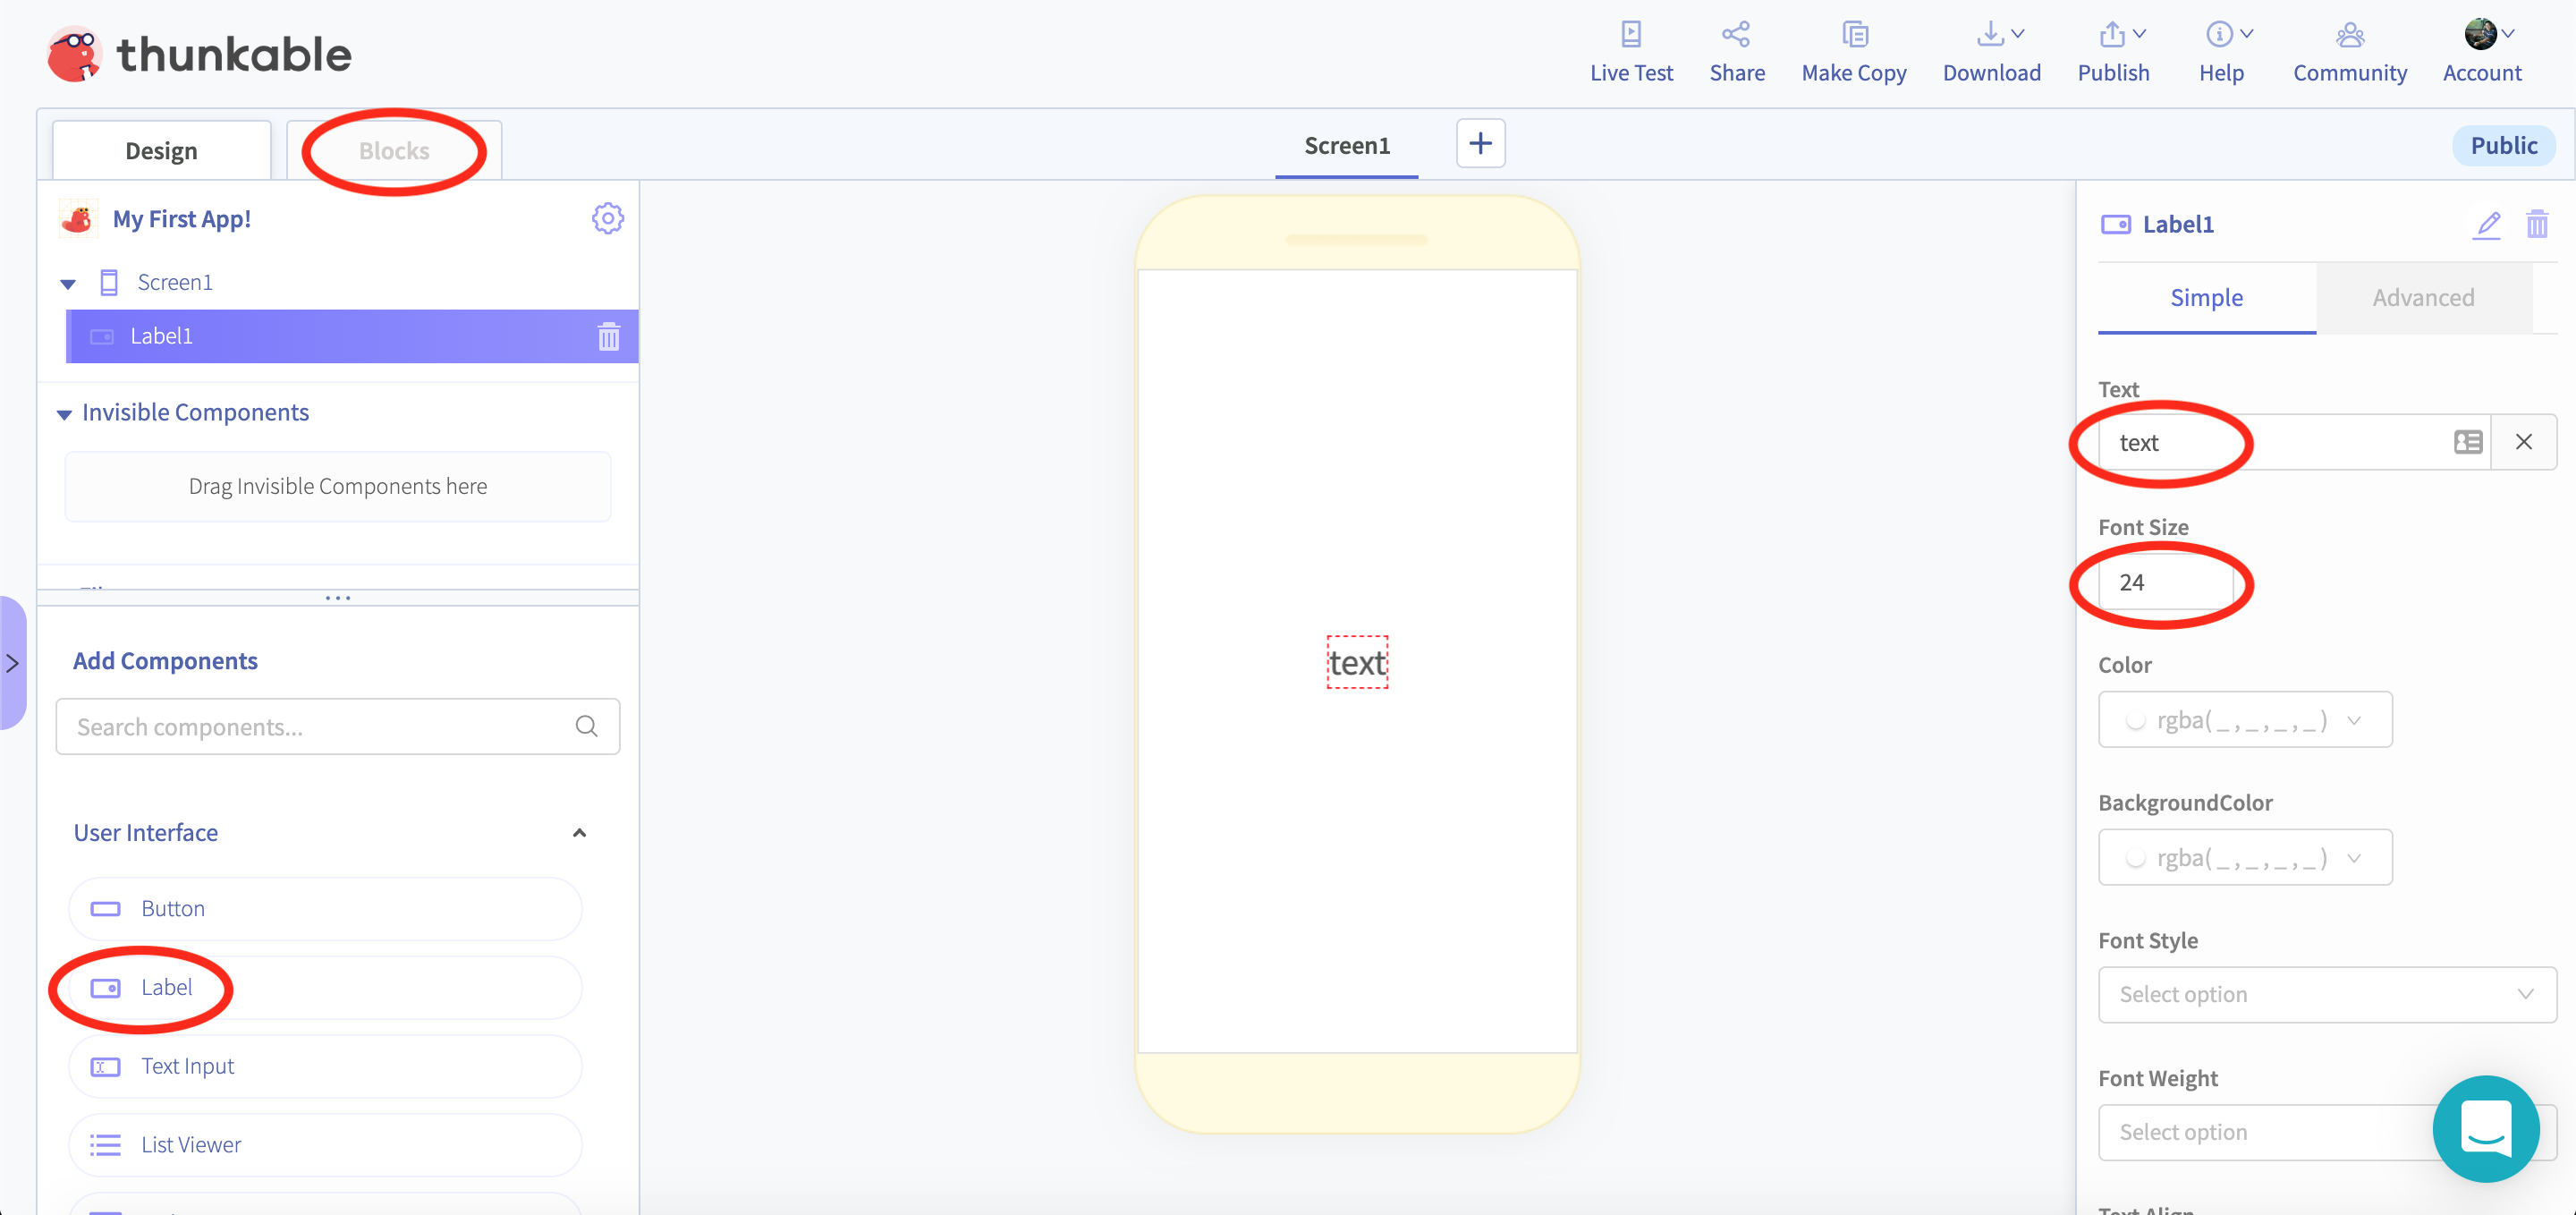 thunkable
Live Test
Share
Make Copy
Download
Publish
Help
Community
Account
Design
Blocks
Screen1
Public
My First App!
Screen1
Label1
Invisible Components
Drag Invisible Components here
Add Components
Search components...
User Interface
Button
Label
Text Input
List Viewer
text
Label1
Simple
Advanced
Text
text
Font Size
24
Color
rgba( _ , _ , _ , _ )
BackgroundColor
rgba( _ , _ , _ , _ )
Font Style
Select option
Font Weight
Select option
Text Align